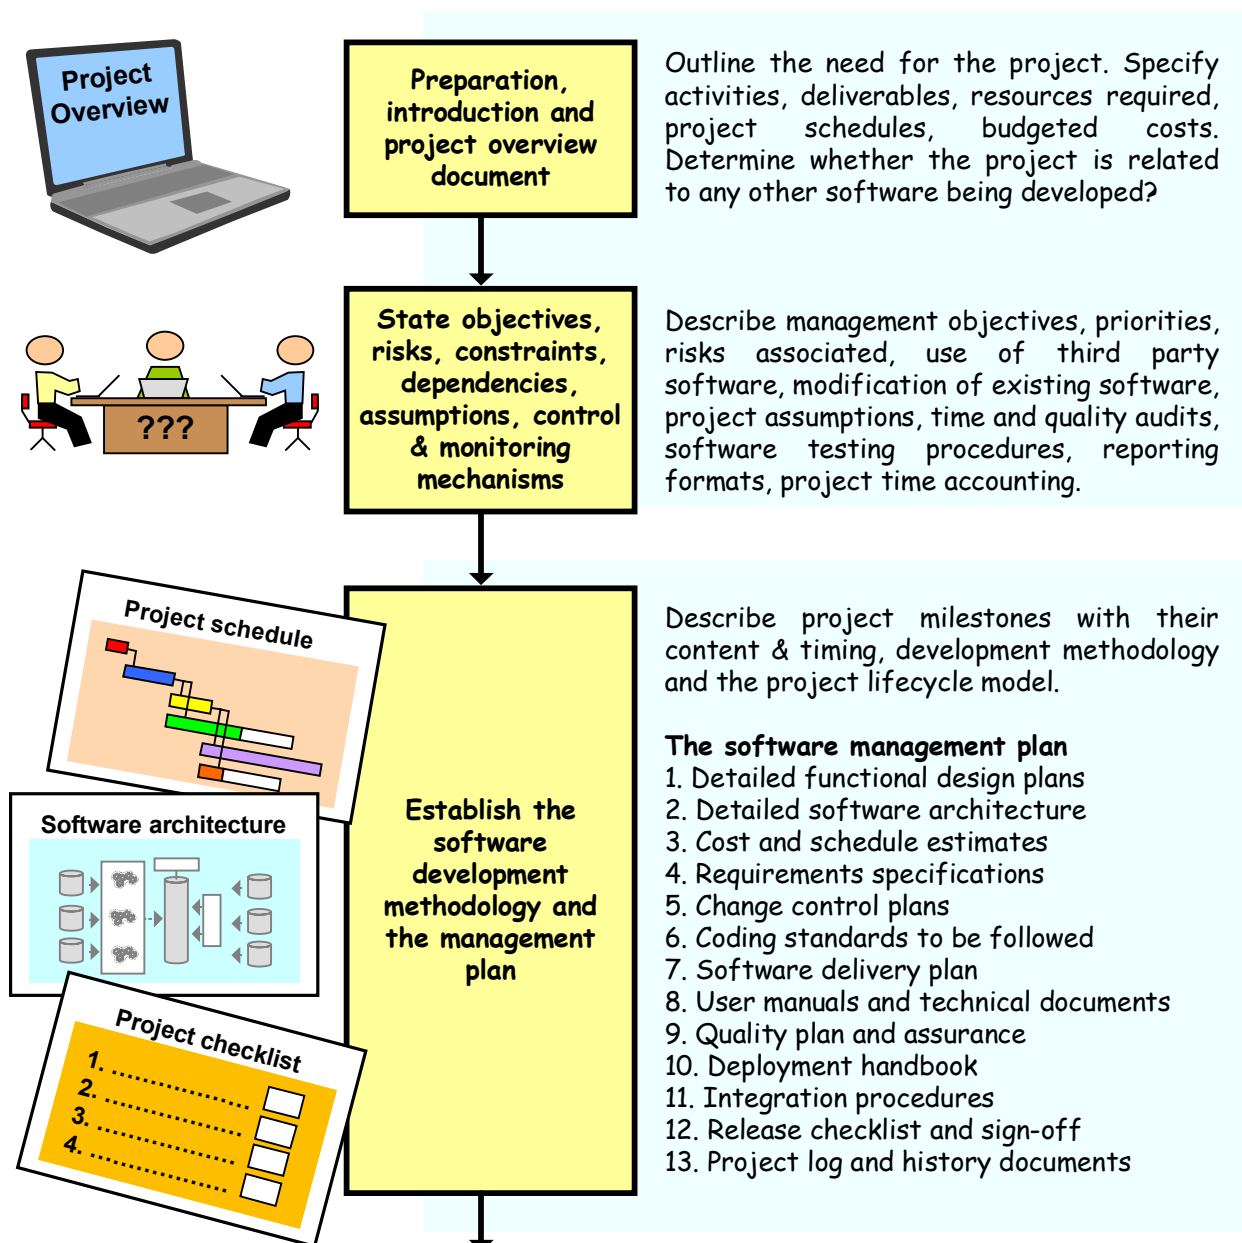 Project
Overview
Preparation,
introduction and
project overview
document
Outline the need for the project. Specify
activities, deliverables, resources required,
project schedules, budgeted costs.
Determine whether the project is related
to any other software being developed?
???
State objectives,
risks, constraints,
dependencies,
assumptions, control
& monitoring
mechanisms
Describe management objectives, priorities,
risks associated, use of third party
software, modification of existing software,
project assumptions, time and quality audits,
software testing procedures, reporting
formats, project time accounting.
Project schedule
Software architecture
Project checklist
1. ................
2. ................
3. ................
4. ................
Establish the
software
development
methodology and
the management
plan
Describe project milestones with their
content & timing, development methodology
and the project lifecycle model.
The software management plan
1. Detailed functional design plans
2. Detailed software architecture
3. Cost and schedule estimates
4. Requirements specifications
5. Change control plans
6. Coding standards to be followed
7. Software delivery plan
8. User manuals and technical documents
9. Quality plan and assurance
10. Deployment handbook
11. Integration procedures
12. Release checklist and sign-off
13. Project log and history documents